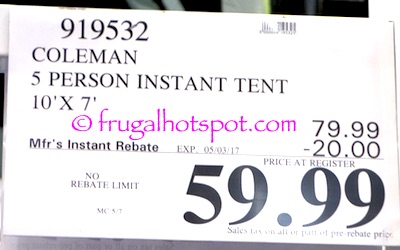 919532
COLEMAN
5 PERSON INSTANT TENT
10'X 7'
© frugalhotspot.com
79.99
Mfr's Instant Rebate EXP. 05/03/17 -20.00
PRICE AT REGISTER
NO
REBATE LIMIT
59.99
MC 5/7
Sales tax on all or part of pre rebate price